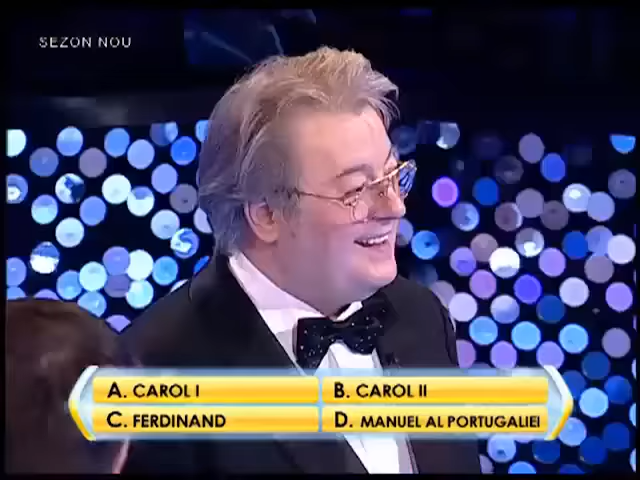 SEZON NOU
A. CAROL I
B. CAROL II
C. FERDINAND
D. MANUEL AL PORTUGALIEI